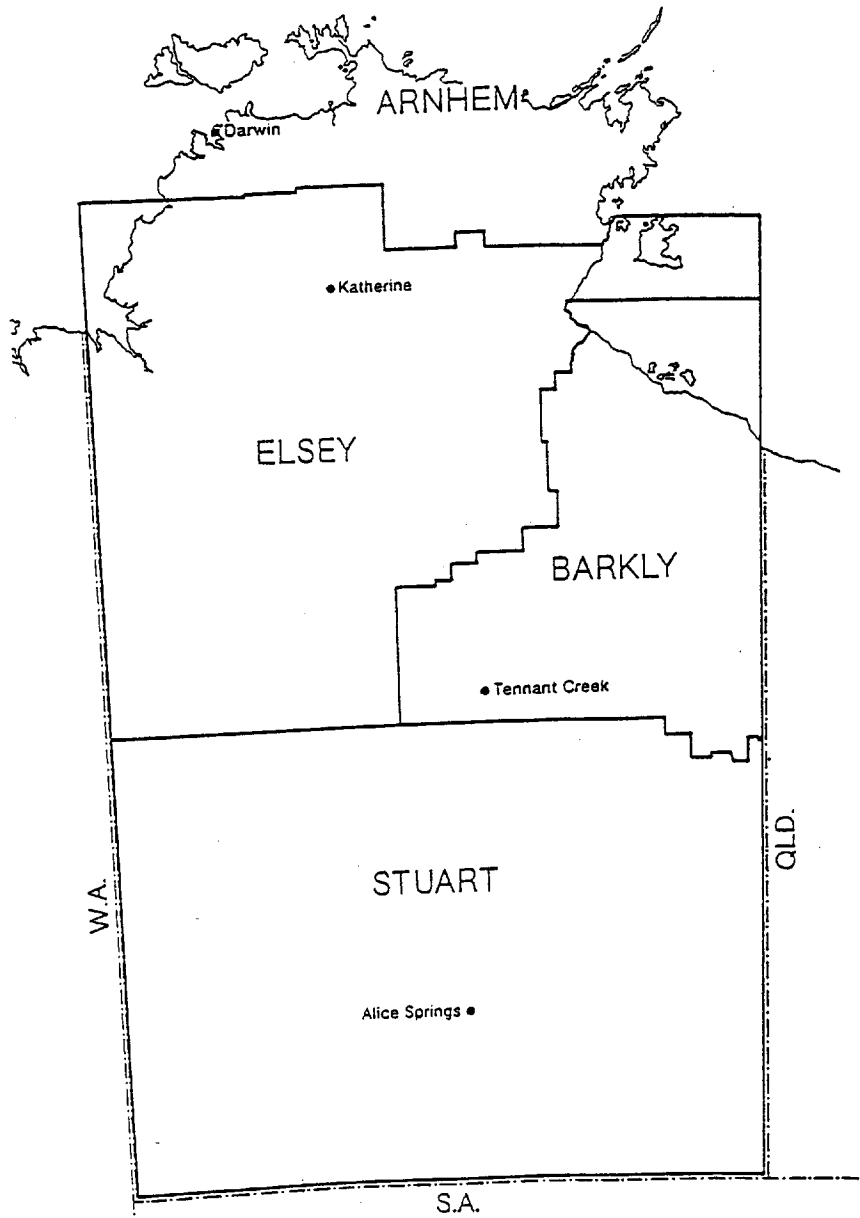 ARNHEM
Darwin
Katherine
ELSEY
BARKLY
Tennant Creek
STUART
QLD.
W.A.
Alice Springs
S.A.